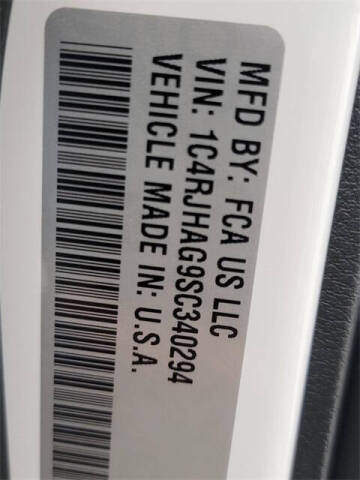 MFD BY: FCA US LLC
VIN: 1C4RJHAG9SC340294
VEHICLE MADE IN: U.S.A.